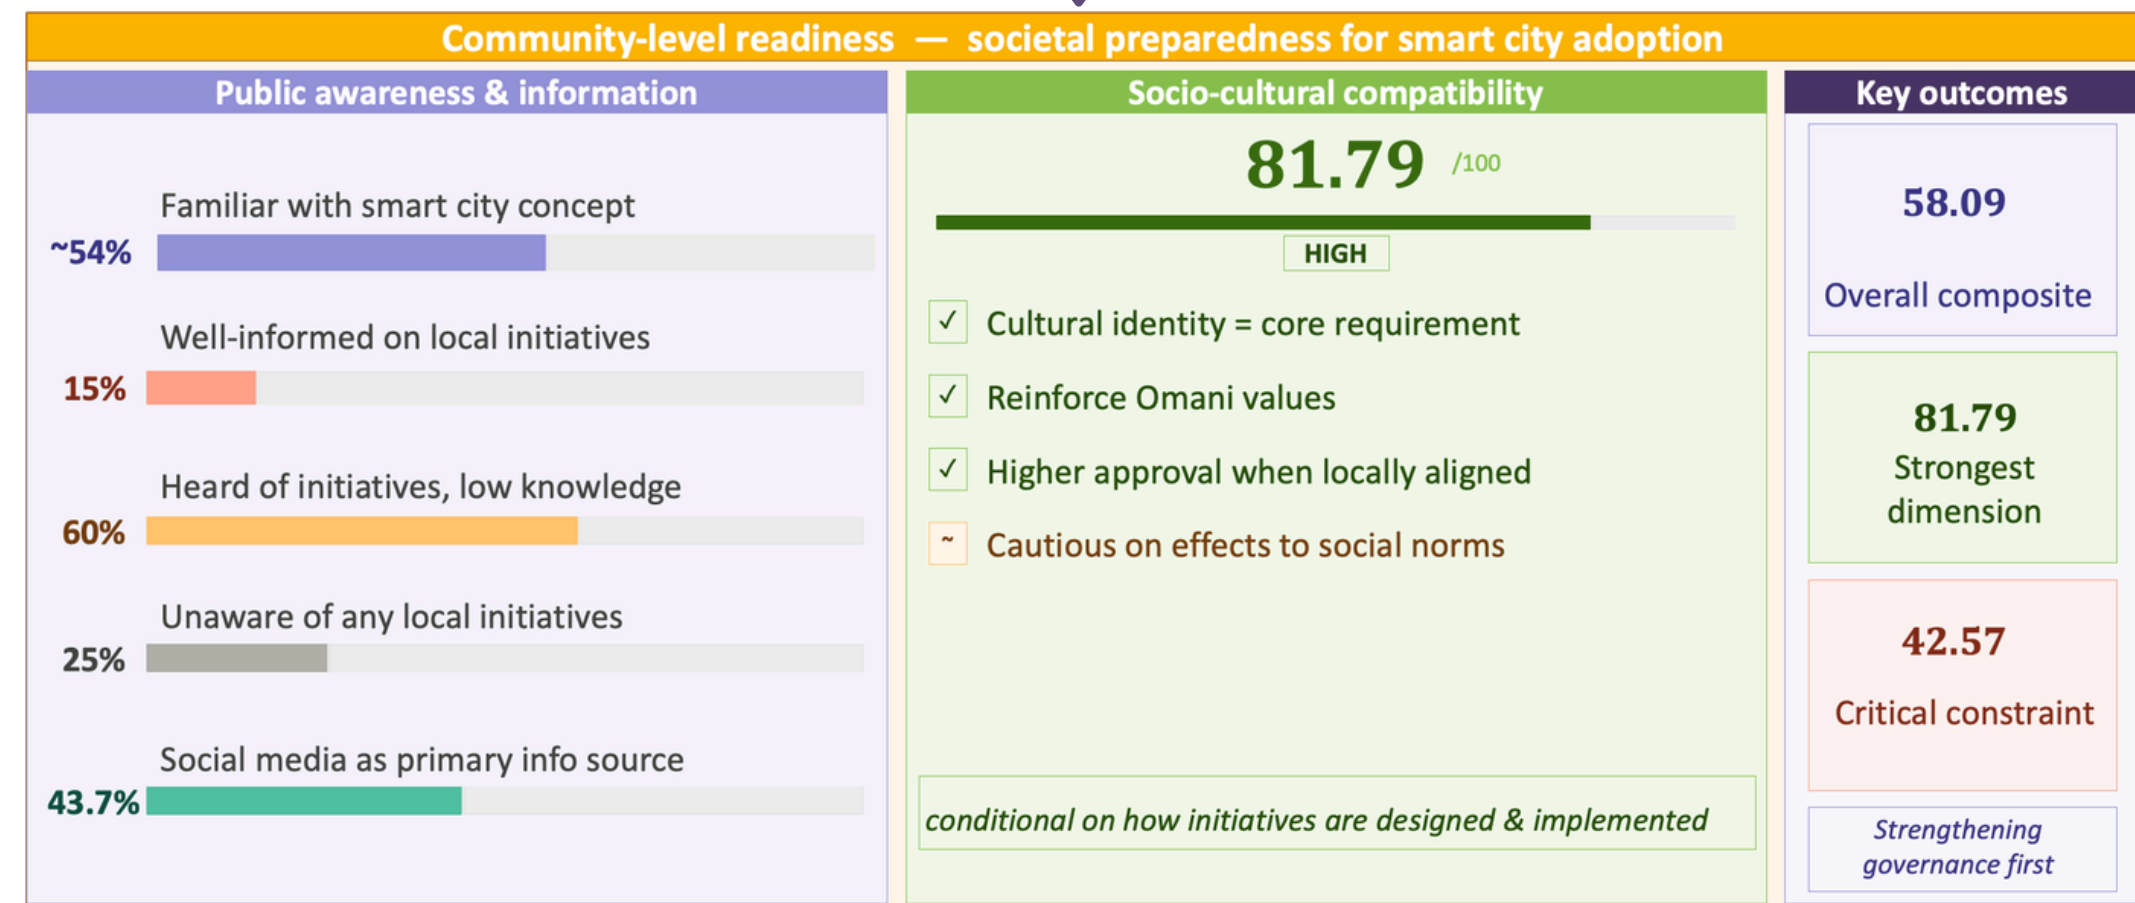 Community-level readiness — societal preparedness for smart city adoption
Public awareness & information
Familiar with smart city concept
~54%
Well-informed on local initiatives
15%
Heard of initiatives, low knowledge
60%
Unaware of any local initiatives
25%
Social media as primary info source
43.7%
Socio-cultural compatibility
81.79 /100
HIGH
✓ Cultural identity = core requirement
✓ Reinforce Omani values
✓ Higher approval when locally aligned
~ Cautious on effects to social norms
conditional on how initiatives are designed & implemented
Key outcomes
58.09
Overall composite
81.79
Strongest
dimension
42.57
Critical constraint
Strengthening
governance first